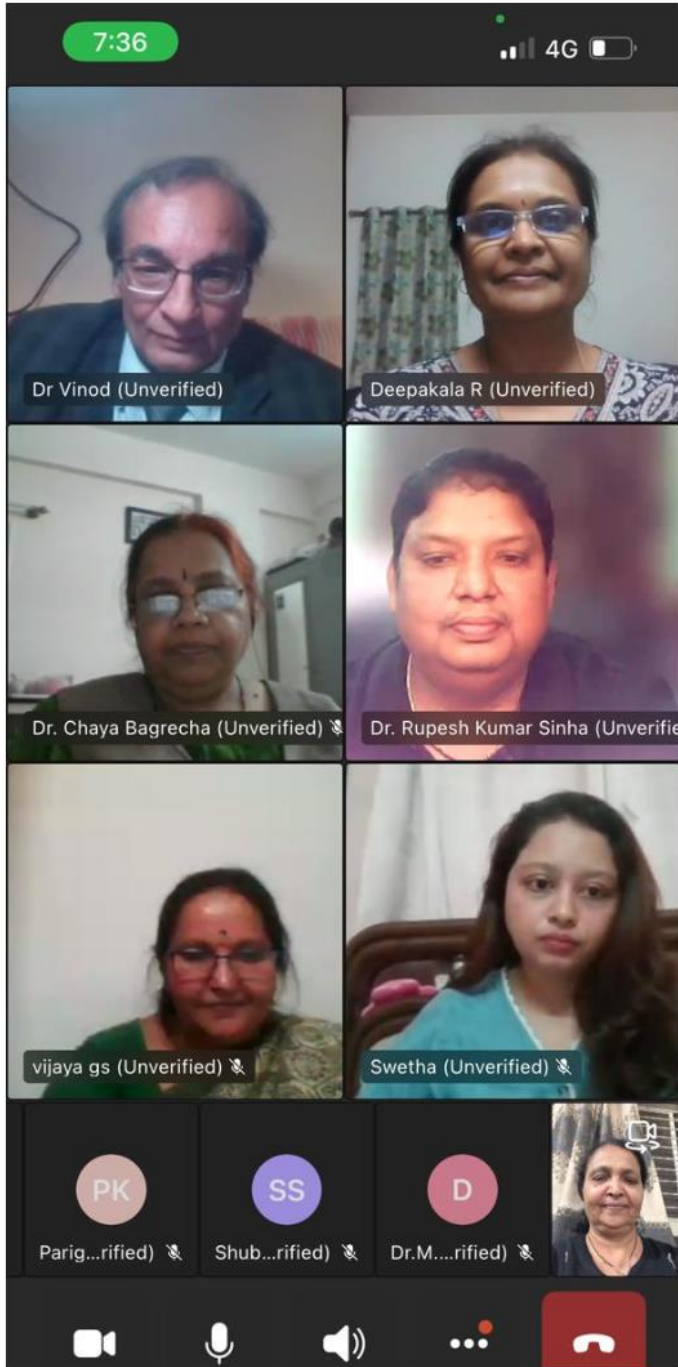 7:36
4G
Dr Vinod (Unverified)
Deepakala R (Unverified)
Dr. Chaya Bagrecha (Unverified)
Dr. Rupesh Kumar Sinha (Unverifie
vijaya gs (Unverified)
Swetha (Unverified)
PK
SS
D
Parig...rified)
Shub...rified)
Dr.M....rified)